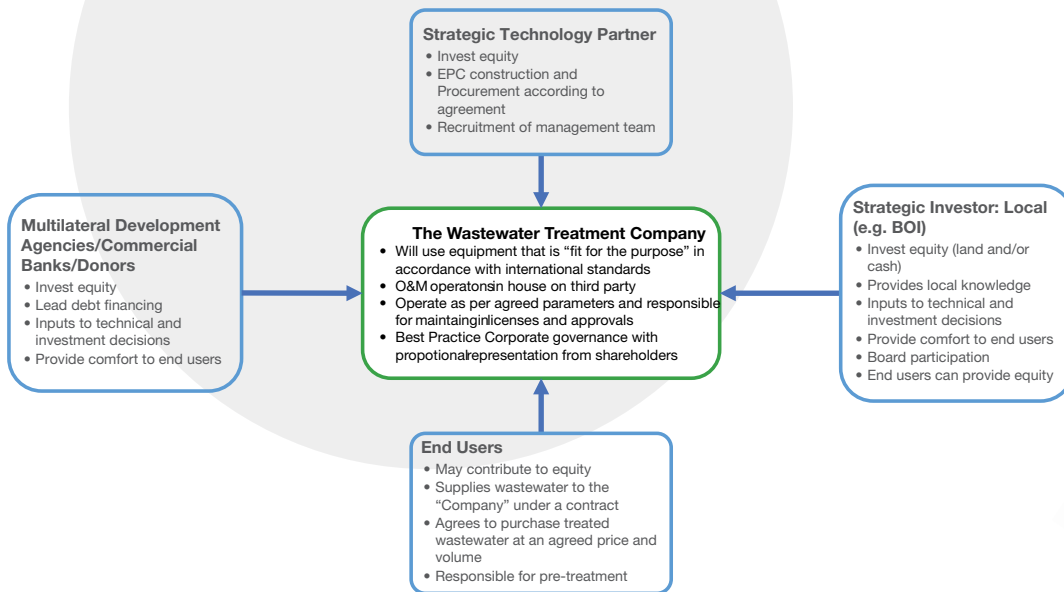 Strategic Technology Partner
• Invest equity
• EPC construction and
Procurement according to
agreement
• Recruitment of management team
Multilateral Development
Agencies/Commercial
Banks/Donors
• Invest equity
• Lead debt financing
• Inputs to technical and
investment decisions
• Provide comfort to end users
The Wastewater Treatment Company
• Will use equipment that is “fit for the purpose” in
accordance with international standards
• O&M operatonsin house on third party
• Operate as per agreed parameters and responsible
for maintainginlicenses and approvals
• Best Practice Corporate governance with
propotionalrepresentation from shareholders
Strategic Investor: Local
(e.g. BOI)
• Invest equity (land and/or
cash)
• Provides local knowledge
• Inputs to technical and
investment decisions
• Provide comfort to end users
• Board participation
• End users can provide equity
End Users
• May contribute to equity
• Supplies wastewater to the
“Company” under a contract
• Agrees to purchase treated
wastewater at an agreed price and
volume
• Responsible for pre-treatment